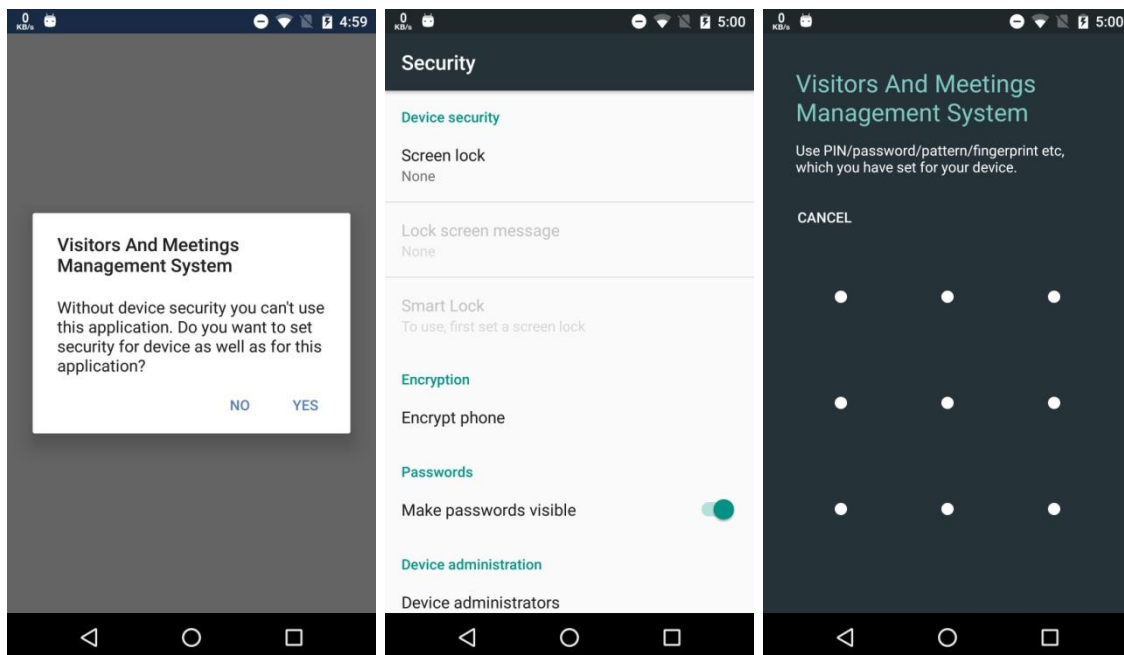 0
KB/s
4:59
Visitors And Meetings
Management System
Without device security you can't use
this application. Do you want to set
security for device as well as for this
application?
NO YES
0
KB/s
5:00
Security
Device security
Screen lock
None
Lock screen message
None
Smart Lock
To use, first set a screen lock
Encryption
Encrypt phone
Passwords
Make passwords visible
Device administration
Device administrators
0
KB/s
5:00
Visitors And Meetings
Management System
Use PIN/password/pattern/fingerprint etc,
which you have set for your device.
CANCEL